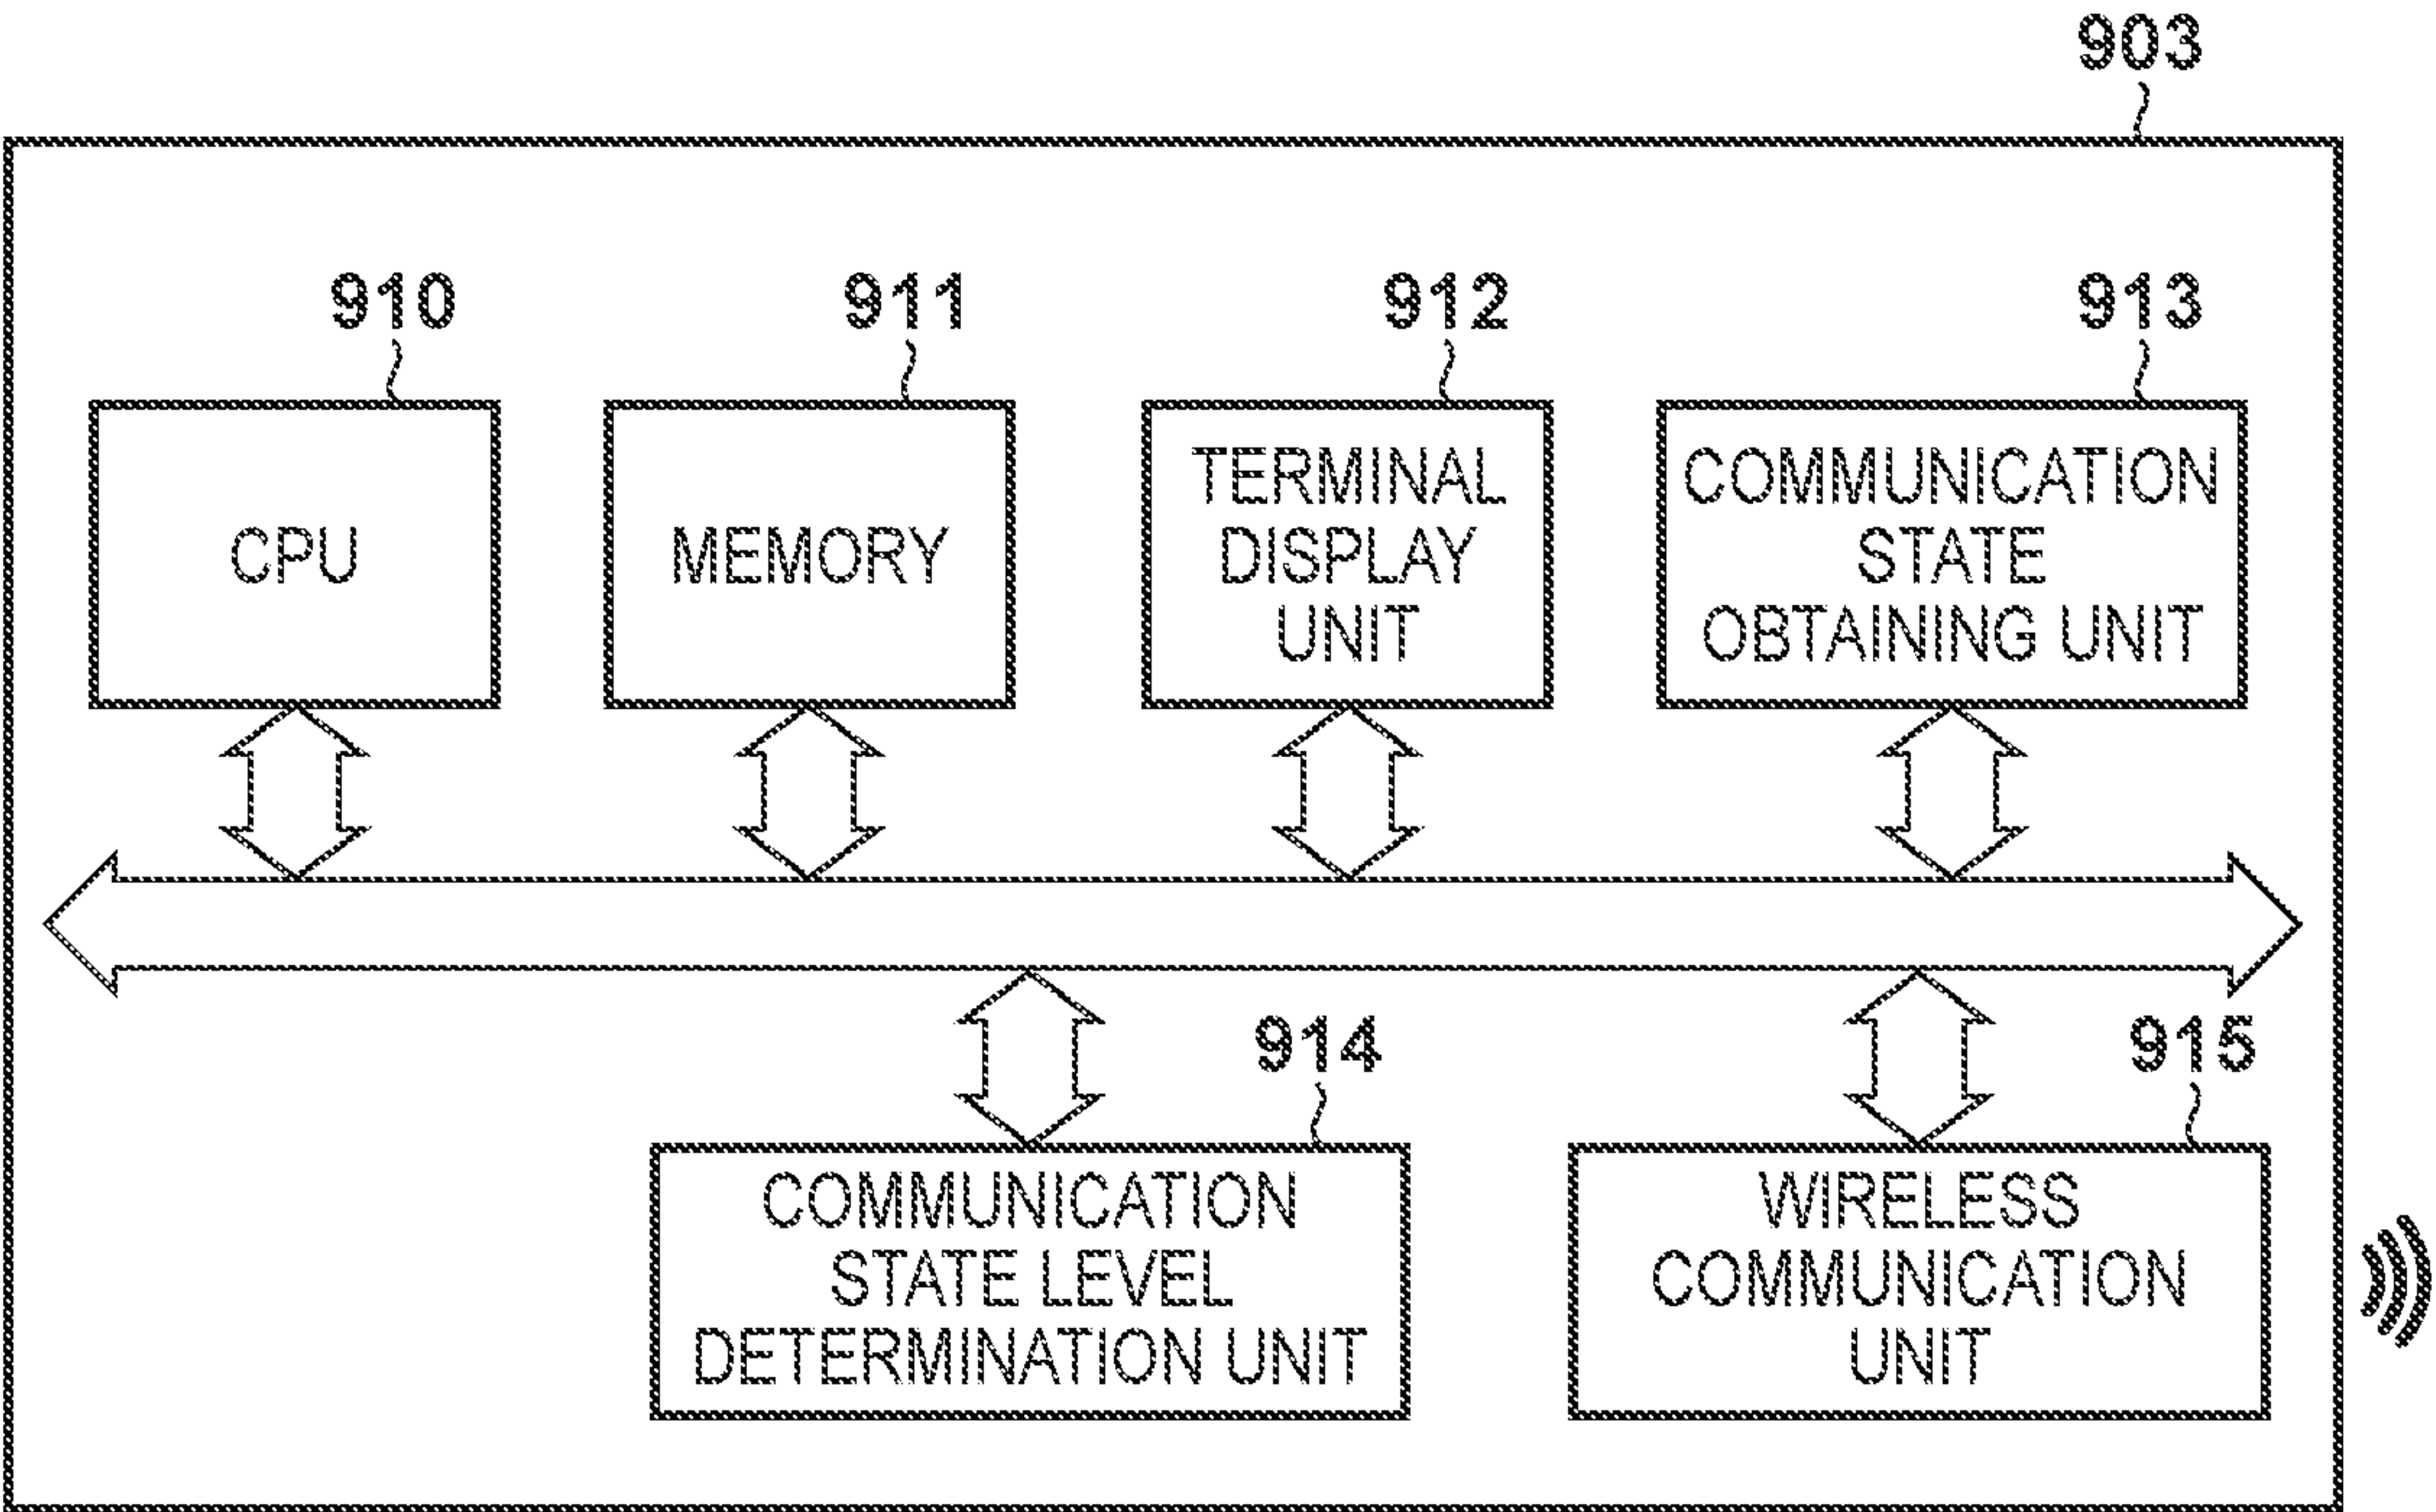 903
910
911
912
913
CPU
MEMORY
TERMINAL
DISPLAY
UNIT
COMMUNICATION
STATE
OBTAINING UNIT
914
915
COMMUNICATION
STATE LEVEL
DETERMINATION UNIT
WIRELESS
COMMUNICATION
UNIT